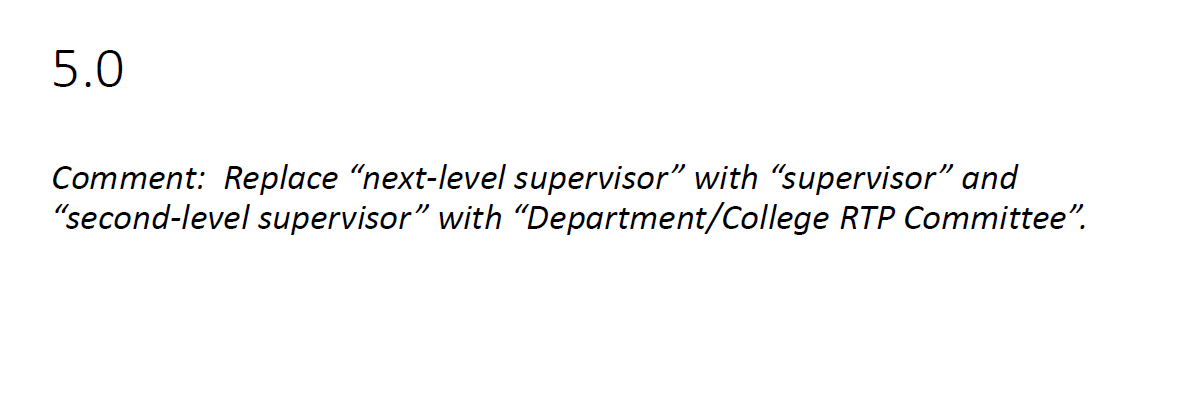 5.0
Comment:  Replace “next-level supervisor” with “supervisor” and
“second-level supervisor” with “Department/College RTP Committee”.